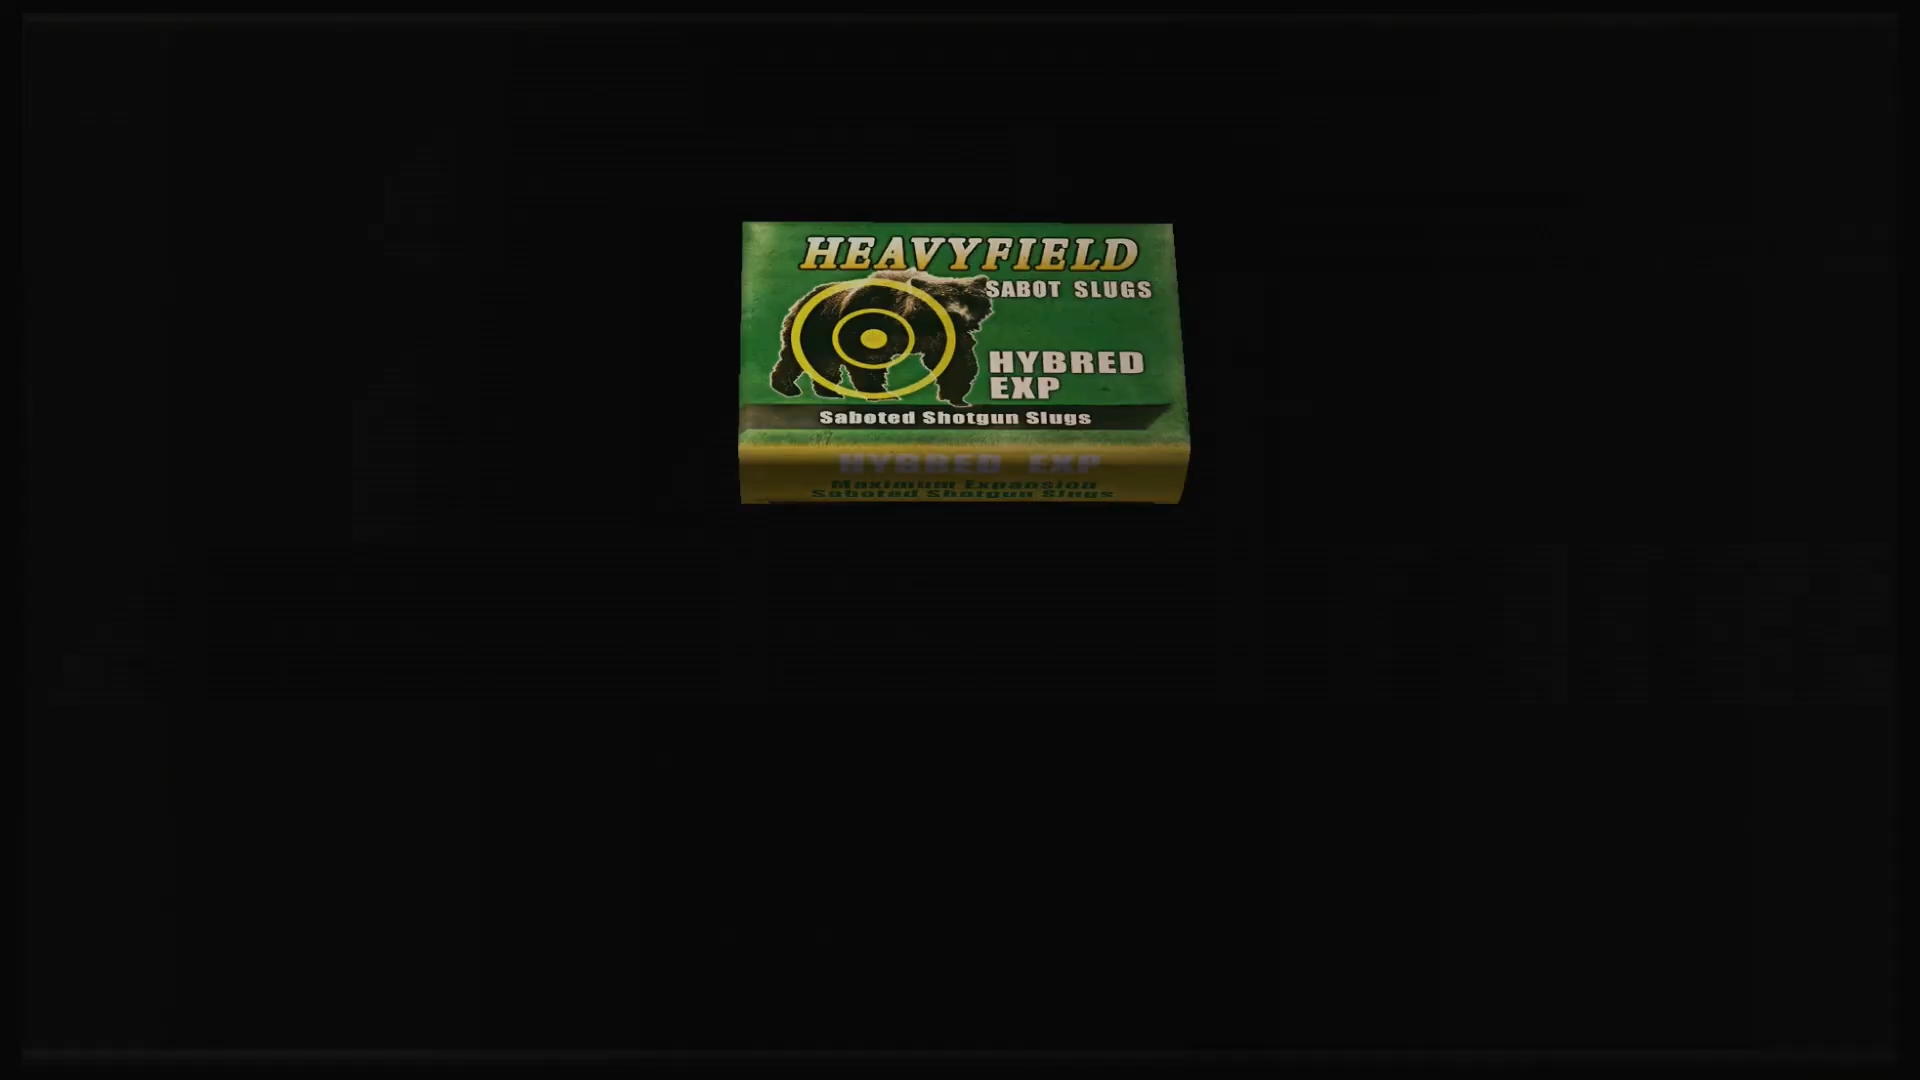 HEAVYFIELD
SABOT SLUGS
HYBRED
EXP
Saboted Shotgun Slugs
HYBRED EXP
Maximum Expansion
Saboted Shotgun Slugs